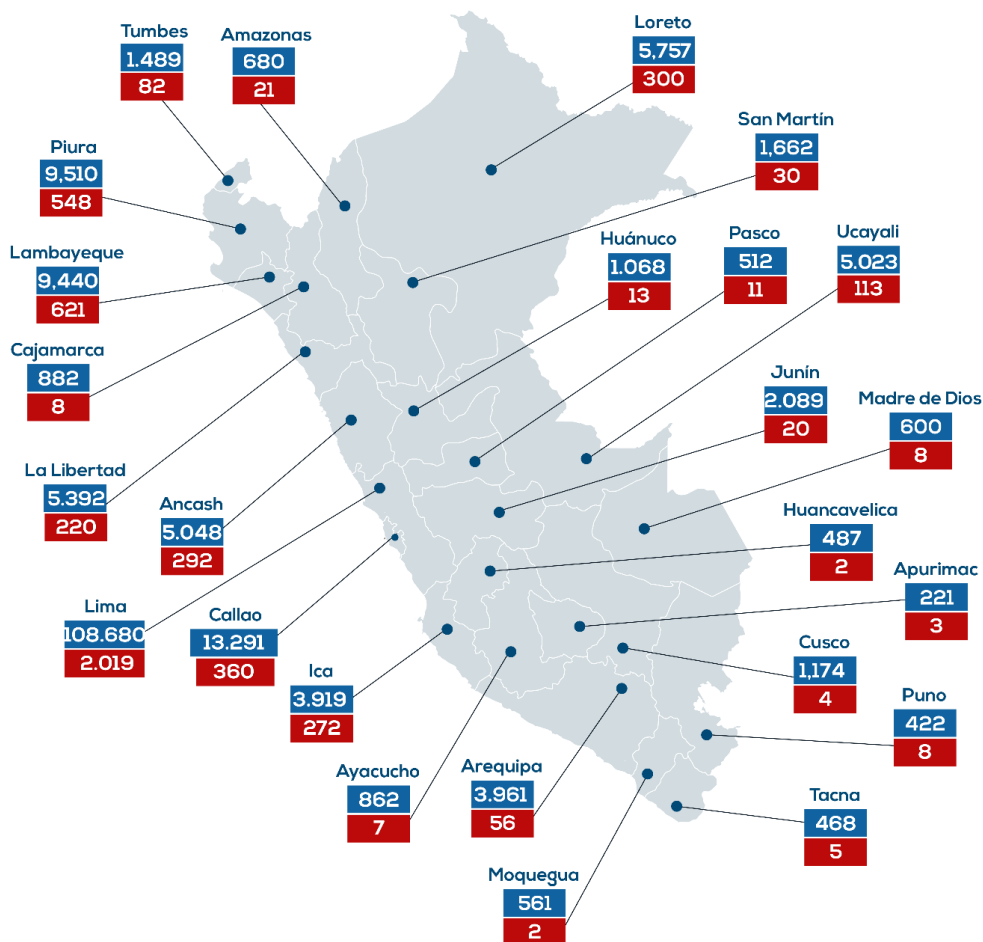 Tumbes
1.489
82
Amazonas
680
21
Loreto
5,757
300
San Martín
1,662
30
Piura
9,510
548
Lambayeque
9,440
621
Huánuco
1.068
13
Pasco
512
11
Ucayali
5.023
113
Cajamarca
882
8
Junín
2.089
20
Madre de Dios
600
8
La Libertad
5.392
220
Ancash
5.048
292
Huancavelica
487
2
Apurimac
221
3
Lima
108.680
2.019
Callao
13.291
360
Ica
3.919
272
Cusco
1,174
4
Puno
422
8
Ayacucho
862
7
Arequipa
3.961
56
Tacna
468
5
Moquegua
561
2